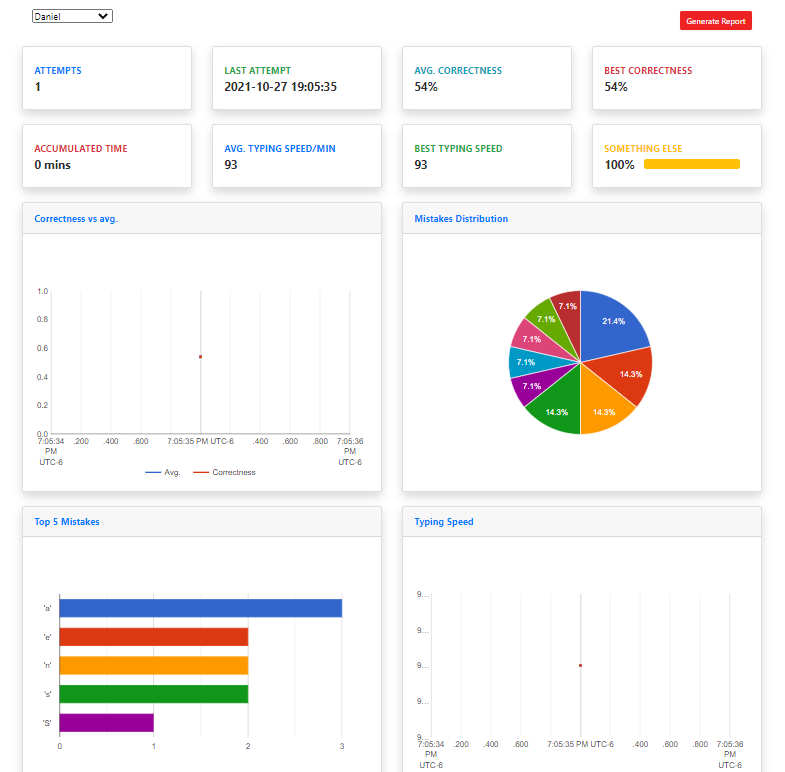 Daniel
Generate Report
ATTEMPTS
1
LAST ATTEMPT
2021-10-27 19:05:35
AVG. CORRECTNESS
54%
BEST CORRECTNESS
54%
ACCUMULATED TIME
0 mins
AVG. TYPING SPEED/MIN
93
BEST TYPING SPEED
93
SOMETHING ELSE
100%
Correctness vs avg.
1.0
0.8
0.6
0.4
0.2
0.0
7:05:34 PM UTC-6
.200
.400
.600
7:05:35 PM UTC-6
.400
.600
.800
7:05:36 PM UTC-6
Avg.
Correctness
Mistakes Distribution
21.4%
14.3%
14.3%
14.3%
7.1%
7.1%
7.1%
7.1%
7.1%
Top 5 Mistakes
'a'
'e'
'n'
's'
'S'
0
1
2
3
Typing Speed
9...
9...
9...
9...
9...
7:05:34 PM UTC-6
.200
.400
.600
7:05:35 PM UTC-6
.400
.600
.800
7:05:36 PM UTC-6